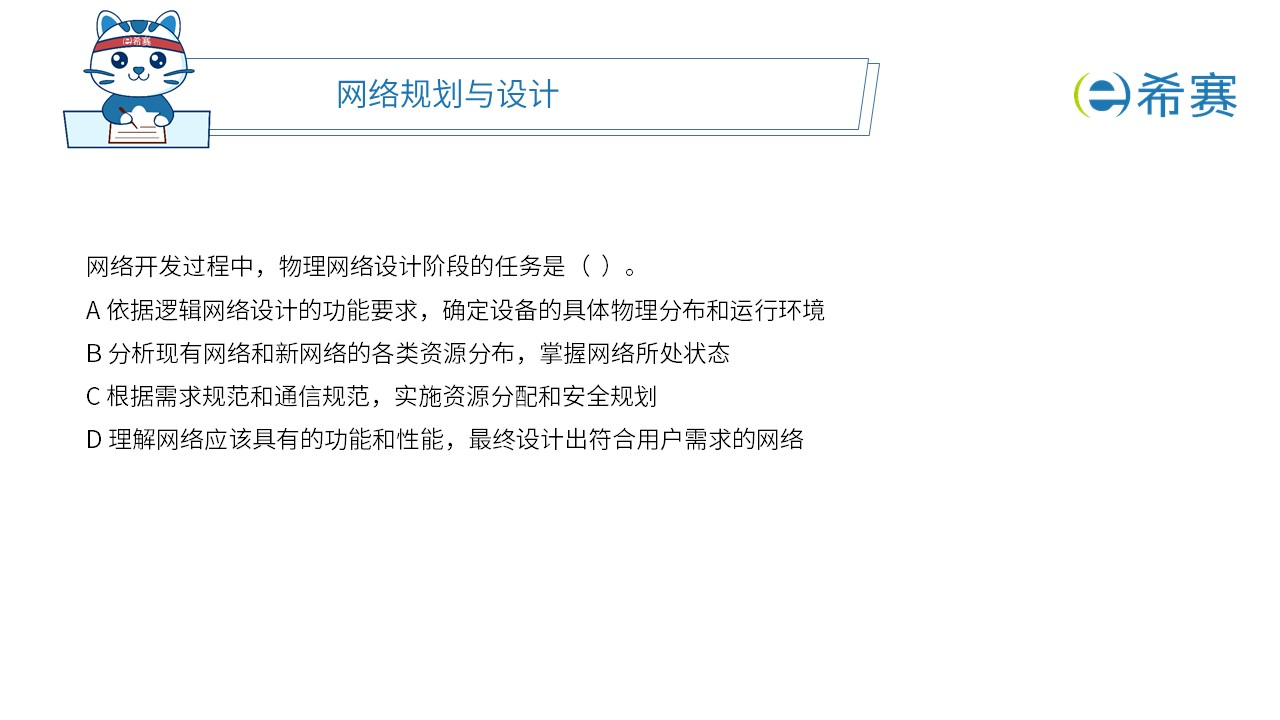 希赛
网络规划与设计
希赛
网络开发过程中，物理网络设计阶段的任务是（ ）。
A 依据逻辑网络设计的功能要求，确定设备的具体物理分布和运行环境
B 分析现有网络和新网络的各类资源分布，掌握网络所处状态
C 根据需求规范和通信规范，实施资源分配和安全规划
D 理解网络应该具有的功能和性能，最终设计出符合用户需求的网络